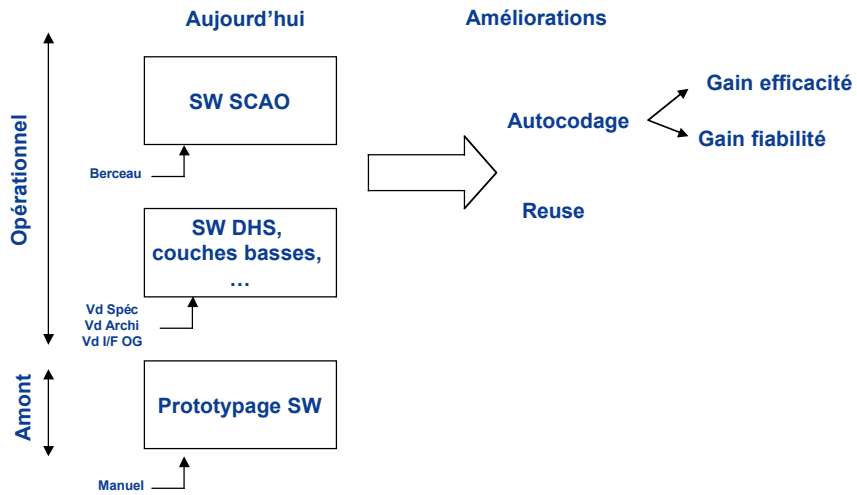 Aujourd'hui
Améliorations
Opérationnel
SW SCAO
Berceau
SW DHS,
couches basses,
…
Vd Spéc
Vd Archi
Vd I/F OG
Amont
Prototypage SW
Manuel
Autocodage
Gain efficacité
Gain fiabilité
Reuse